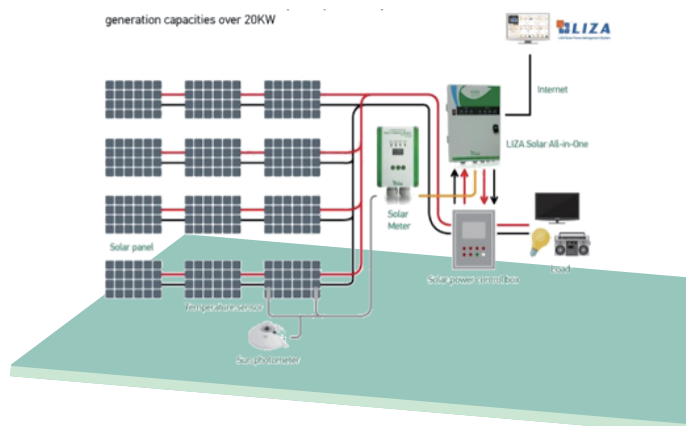 generation capacities over 20KW
LIZA
Internet
LIZA Solar All-in-One
Solar
Meter
Solar panel
Load
Solar power control box
Temperature sensor
Sun photometer